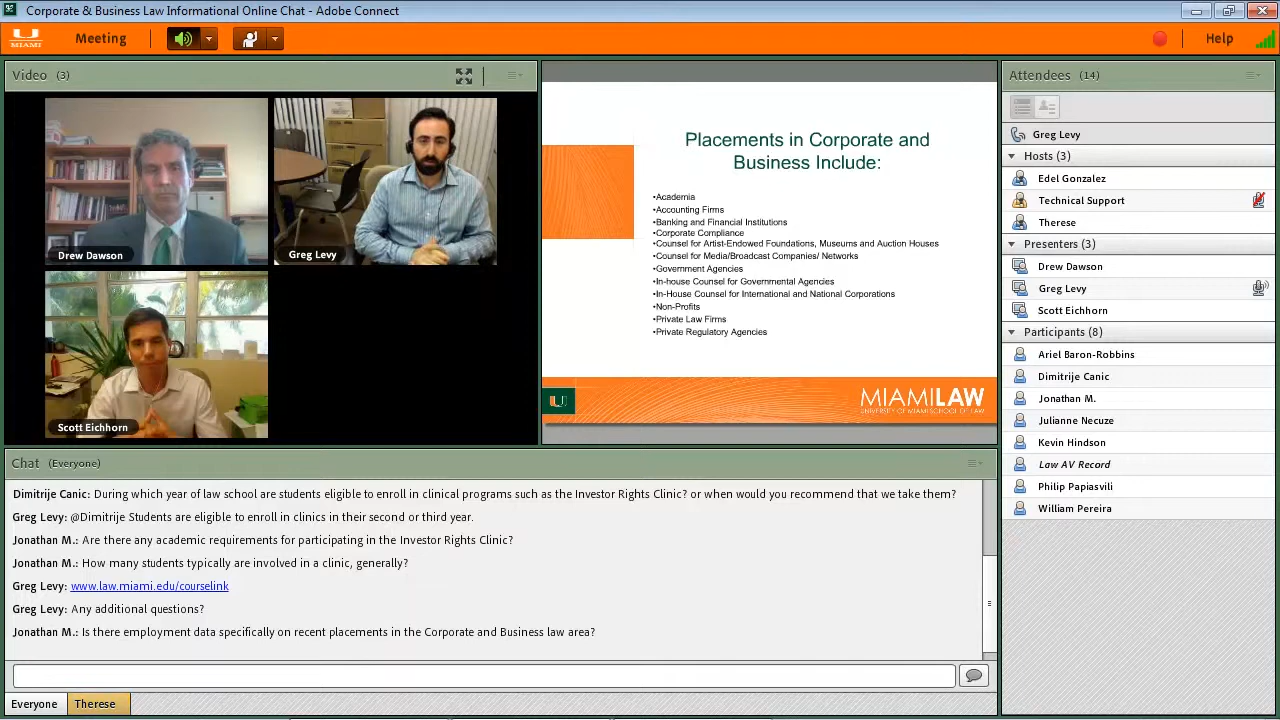 Corporate & Business Law Informational Online Chat - Adobe Connect
U
MIAMI
Meeting
Help
Video (3)
Drew Dawson
Greg Levy
Scott Eichhorn
Placements in Corporate and
Business Include:
•Academia
•Accounting Firms
•Banking and Financial Institutions
•Corporate Compliance
•Counsel for Artist-Endowed Foundations, Museums and Auction Houses
•Counsel for Media/Broadcast Companies/ Networks
•Government Agencies
•In-house Counsel for Governmental Agencies
•In-House Counsel for International and National Corporations
•Non-Profits
•Private Law Firms
•Private Regulatory Agencies
U
MIAMILAW
UNIVERSITY OF MIAMI SCHOOL OF LAW
Attendees (14)
Greg Levy
Hosts (3)
Edel Gonzalez
Technical Support
Therese
Presenters (3)
Drew Dawson
Greg Levy
Scott Eichhorn
Participants (8)
Ariel Baron-Robbins
Dimitrije Canic
Jonathan M.
Julianne Necuze
Kevin Hindson
Law AV Record
Philip Papiasvili
William Pereira
Chat (Everyone)
Dimitrije Canic: During which year of law school are students eligible to enroll in clinical programs such as the Investor Rights Clinic? or when would you recommend that we take them?
Greg Levy: @Dimitrije Students are eligible to enroll in clinics in their second or third year.
Jonathan M.: Are there any academic requirements for participating in the Investor Rights Clinic?
Jonathan M.: How many students typically are involved in a clinic, generally?
Greg Levy: www.law.miami.edu/courselink
Greg Levy: Any additional questions?
Jonathan M.: Is there employment data specifically on recent placements in the Corporate and Business law area?
Everyone
Therese